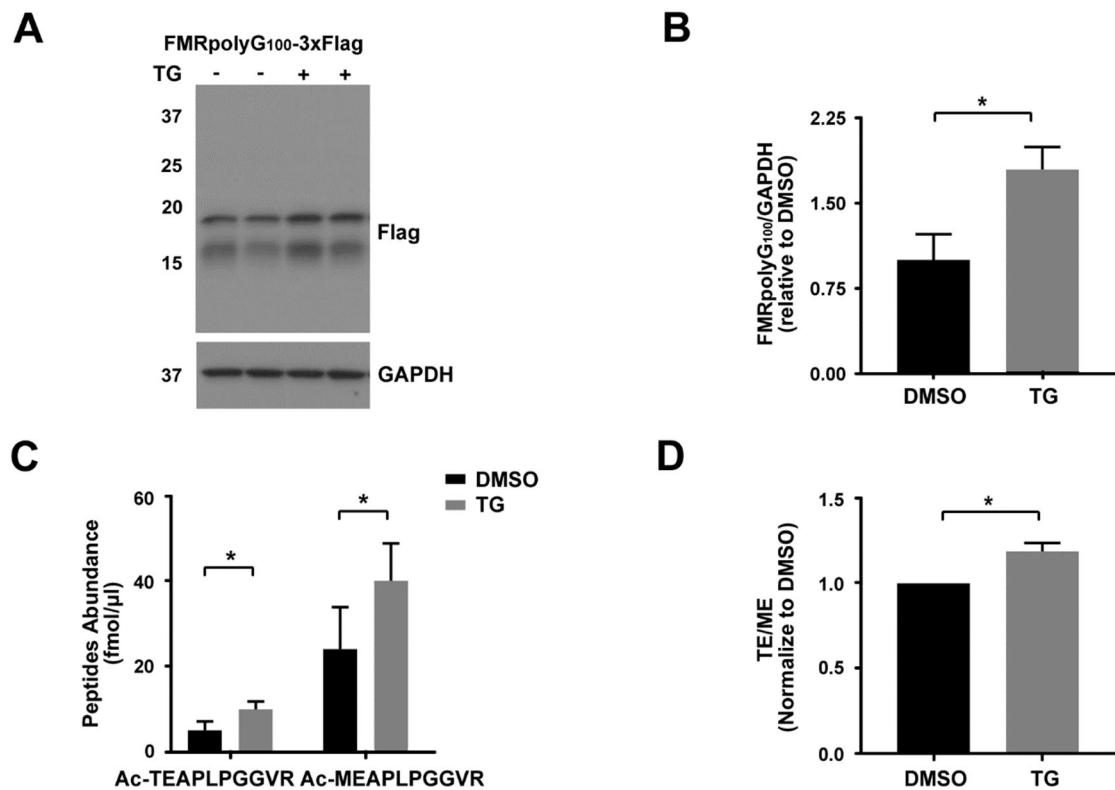 A
FMRpolyG100-3xFlag
TG - - + +
37
25
20
15
Flag
37
GAPDH
B
FMRpolyG100/GAPDH
(relative to DMSO)
2.25
1.50
0.75
0.00
*
DMSO TG
C
Peptides Abundance
(fmol/µl)
60
40
20
0
*
*
DMSO
TG
Ac-TEAPLPGGVR Ac-MEAPLPGGVR
D
TE/ME
(Normalize to DMSO)
1.5
1.0
0.5
0.0
*
DMSO TG